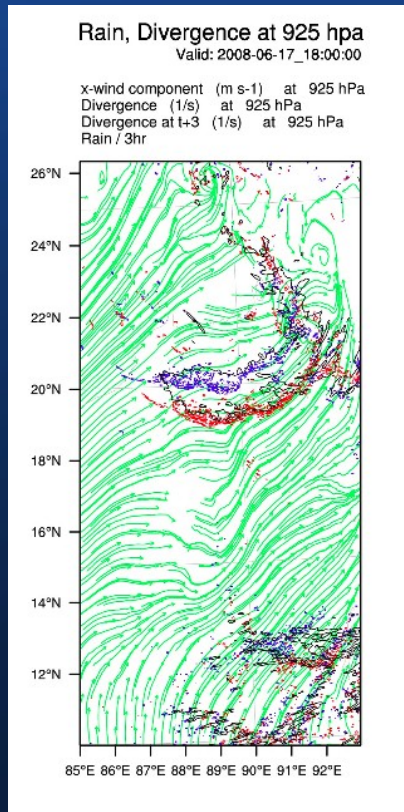 Rain, Divergence at 925 hpa
Valid: 2008-06-17_18:00:00
x-wind component (m s-1) at 925 hPa
Divergence (1/s) at 925 hPa
Divergence at t+3 (1/s) at 925 hPa
Rain / 3hr
26°N
24°N
22°N
20°N
18°N
16°N
14°N
12°N
85°E 86°E 87°E 88°E 89°E 90°E 91°E 92°E